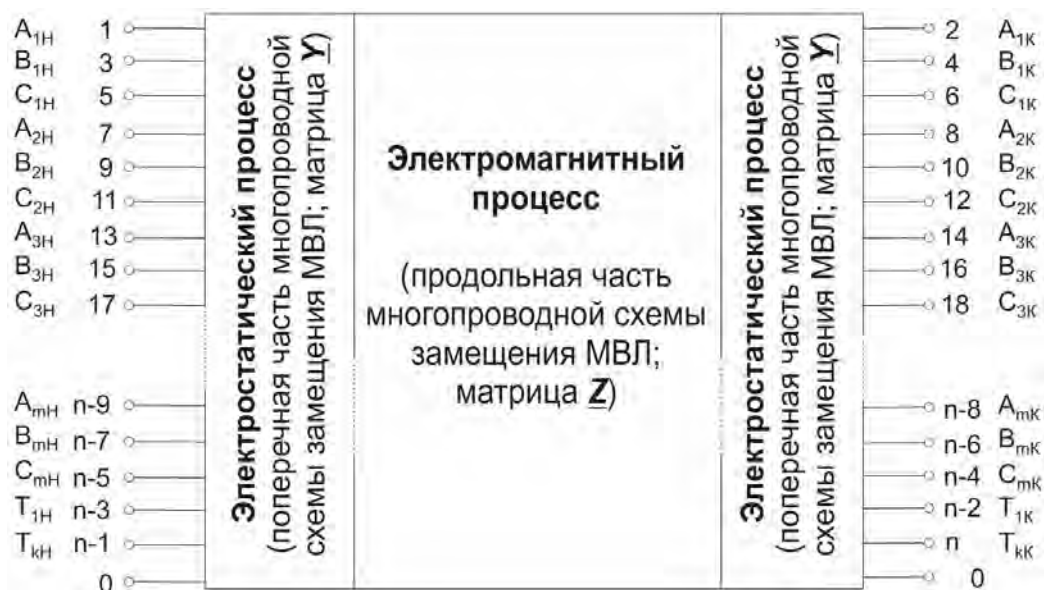 A1Н 1
B1Н 3
C1Н 5
A2Н 7
B2Н 9
C2Н 11
A3Н 13
B3Н 15
C3Н 17
AmН n-9
BmН n-7
CmН n-5
T1Н n-3
TkН n-1
0
Электростатический процесс
(поперечная часть многопроводной
схемы замещения МВЛ; матрица Y)
Электромагнитный
процесс
(продольная часть
многопроводной схемы
замещения МВЛ;
матрица Z)
Электростатический процесс
(поперечная часть многопроводной
схемы замещения МВЛ; матрица Y)
2 A1К
4 B1К
6 C1К
8 A2К
10 B2К
12 C2К
14 A3К
16 B3К
18 C3К
n-8 AmК
n-6 BmК
n-4 CmК
n-2 T1К
n TkК
0